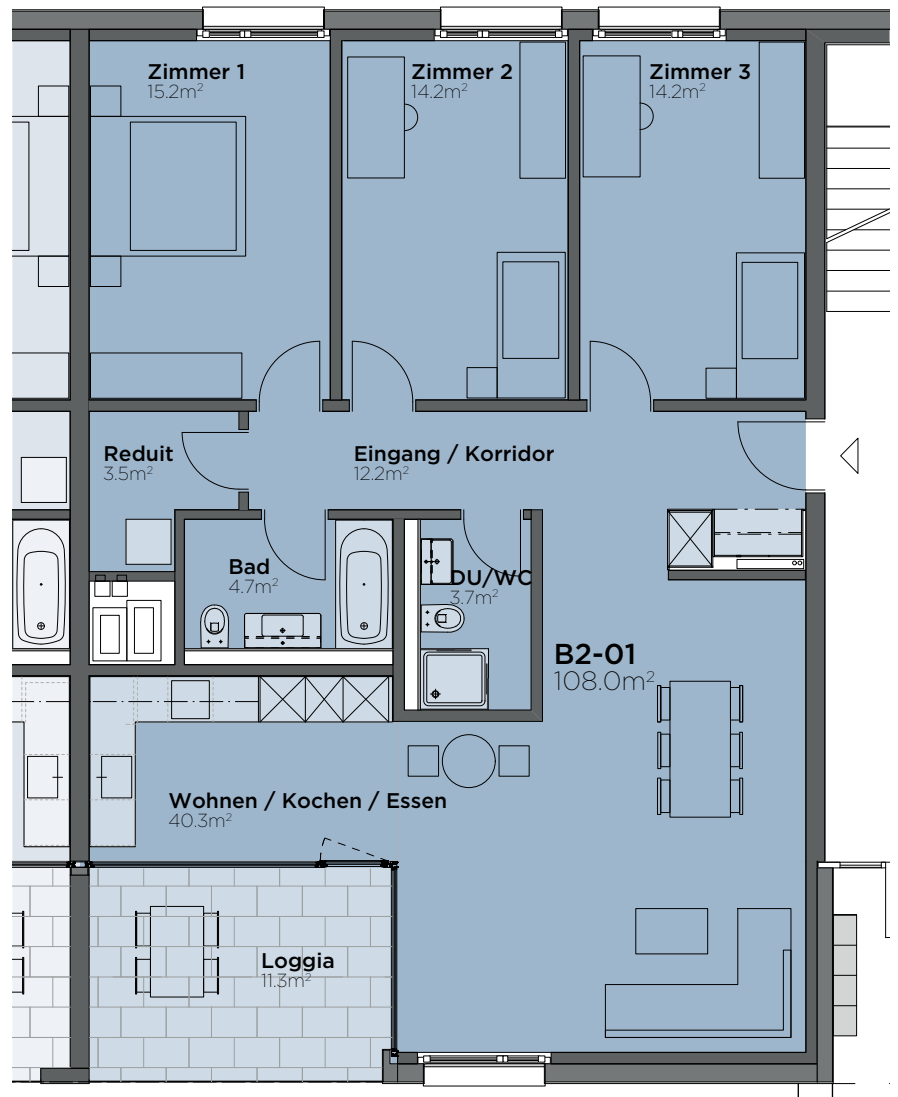 Zimmer 1
15.2m²
Zimmer 2
14.2m²
Zimmer 3
14.2m²
Reduit
3.5m²
Eingang / Korridor
12.2m²
Bad
4.7m²
DU/WC
3.7m²
B2-01
108.0m²
Wohnen / Kochen / Essen
40.3m²
Loggia
11.3m²